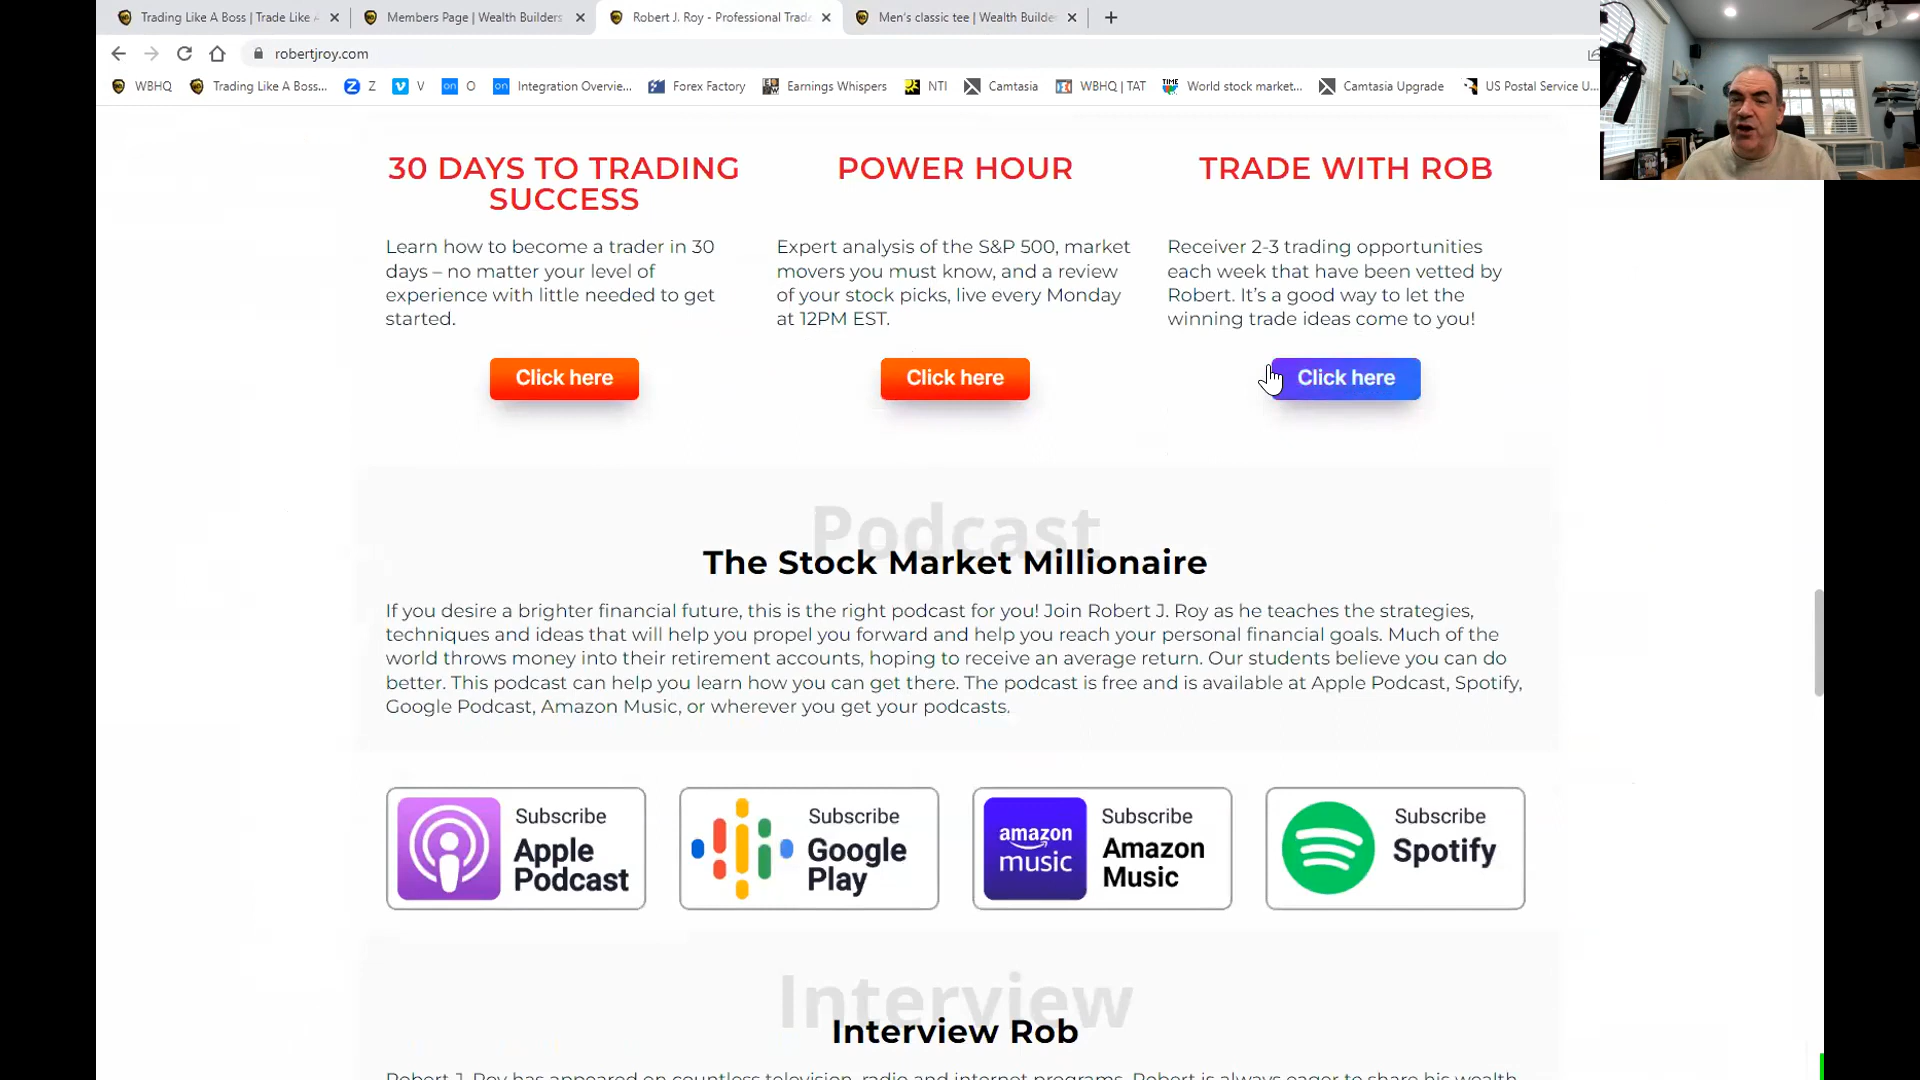 Trading Like A Boss | Trade Like
Members Page | Wealth Builders
Robert J. Roy - Professional Trad
Men's classic tee | Wealth Builde
robertjroy.com
WBHQ
Trading Like A Boss...
Z
V
O
Integration Overvie...
Forex Factory
Earnings Whispers
NTI
Camtasia
WBHQ | TAT
World stock market...
Camtasia Upgrade
US Postal Service U...
30 DAYS TO TRADING
SUCCESS
Learn how to become a trader in 30
days – no matter your level of
experience with little needed to get
started.
Click here
POWER HOUR
Expert analysis of the S&P 500, market
movers you must know, and a review
of your stock picks, live every Monday
at 12PM EST.
Click here
TRADE WITH ROB
Receiver 2-3 trading opportunities
each week that have been vetted by
Robert. It's a good way to let the
winning trade ideas come to you!
Click here
Podcast
The Stock Market Millionaire
If you desire a brighter financial future, this is the right podcast for you! Join Robert J. Roy as he teaches the strategies,
techniques and ideas that will help you propel you forward and help you reach your personal financial goals. Much of the
world throws money into their retirement accounts, hoping to receive an average return. Our students believe you can do
better. This podcast can help you learn how you can get there. The podcast is free and is available at Apple Podcast, Spotify,
Google Podcast, Amazon Music, or wherever you get your podcasts.
Subscribe
Apple
Podcast
Subscribe
Google
Play
amazon
music
Subscribe
Amazon
Music
Subscribe
Spotify
Interview
Interview Rob
Robert J. Roy has appeared on countless television, radio and internet programs. Robert is always eager to share his wealth